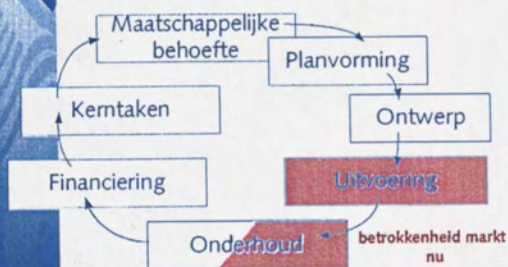 Maatschappelijke
behoefte
Planvorming
Kerntaken
Ontwerp
Financiering
Uitvoering
Onderhoud
betrokkenheid markt
nu